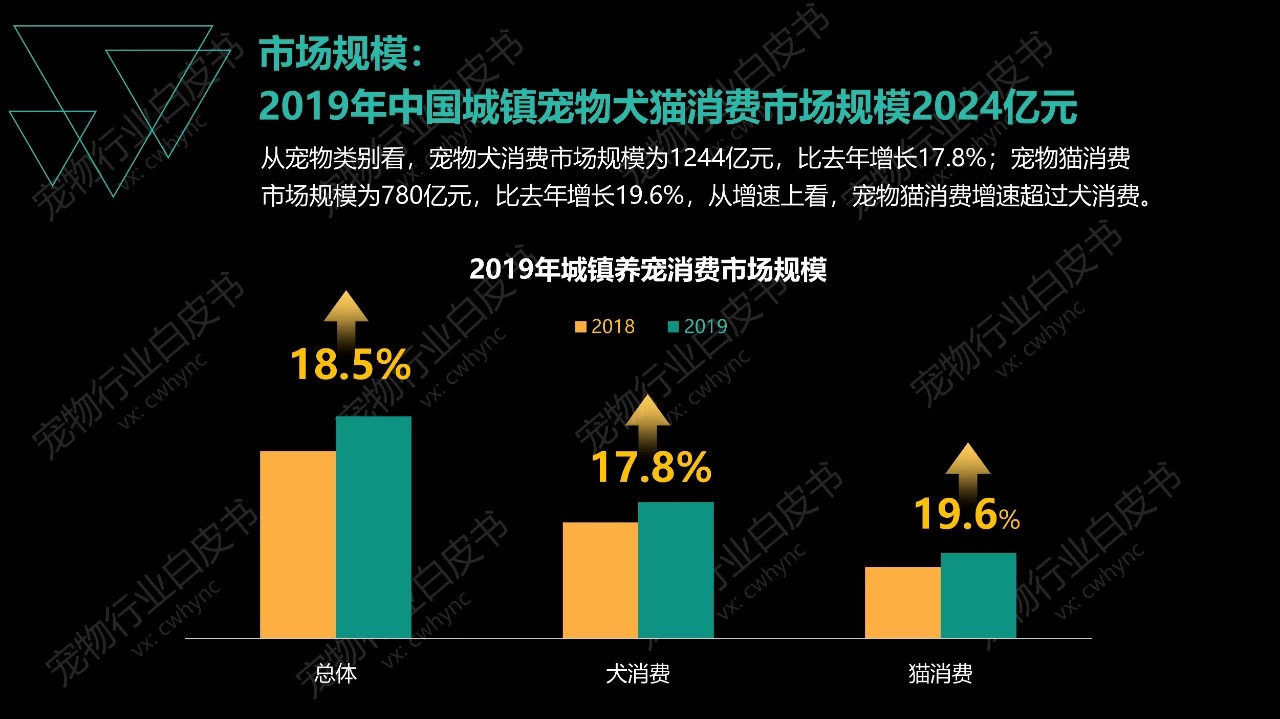 市场规模：
2019年中国城镇宠物犬猫消费市场规模2024亿元
从宠物类别看，宠物犬消费市场规模为1244亿元，比去年增长17.8%；宠物猫消费
市场规模为780亿元，比去年增长19.6%，从增速上看，宠物猫消费增速超过犬消费。
2019年城镇养宠消费市场规模
2018 2019
18.5%
17.8%
19.6%
总体 犬消费 猫消费
宠物行业白皮书
vx: cwhync